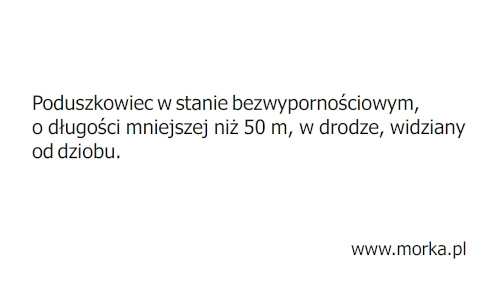 Poduszkowiec w stanie bezwypornościowym,
o długości mniejszej niż 50 m, w drodze, widziany
od dziobu.
www.morka.pl